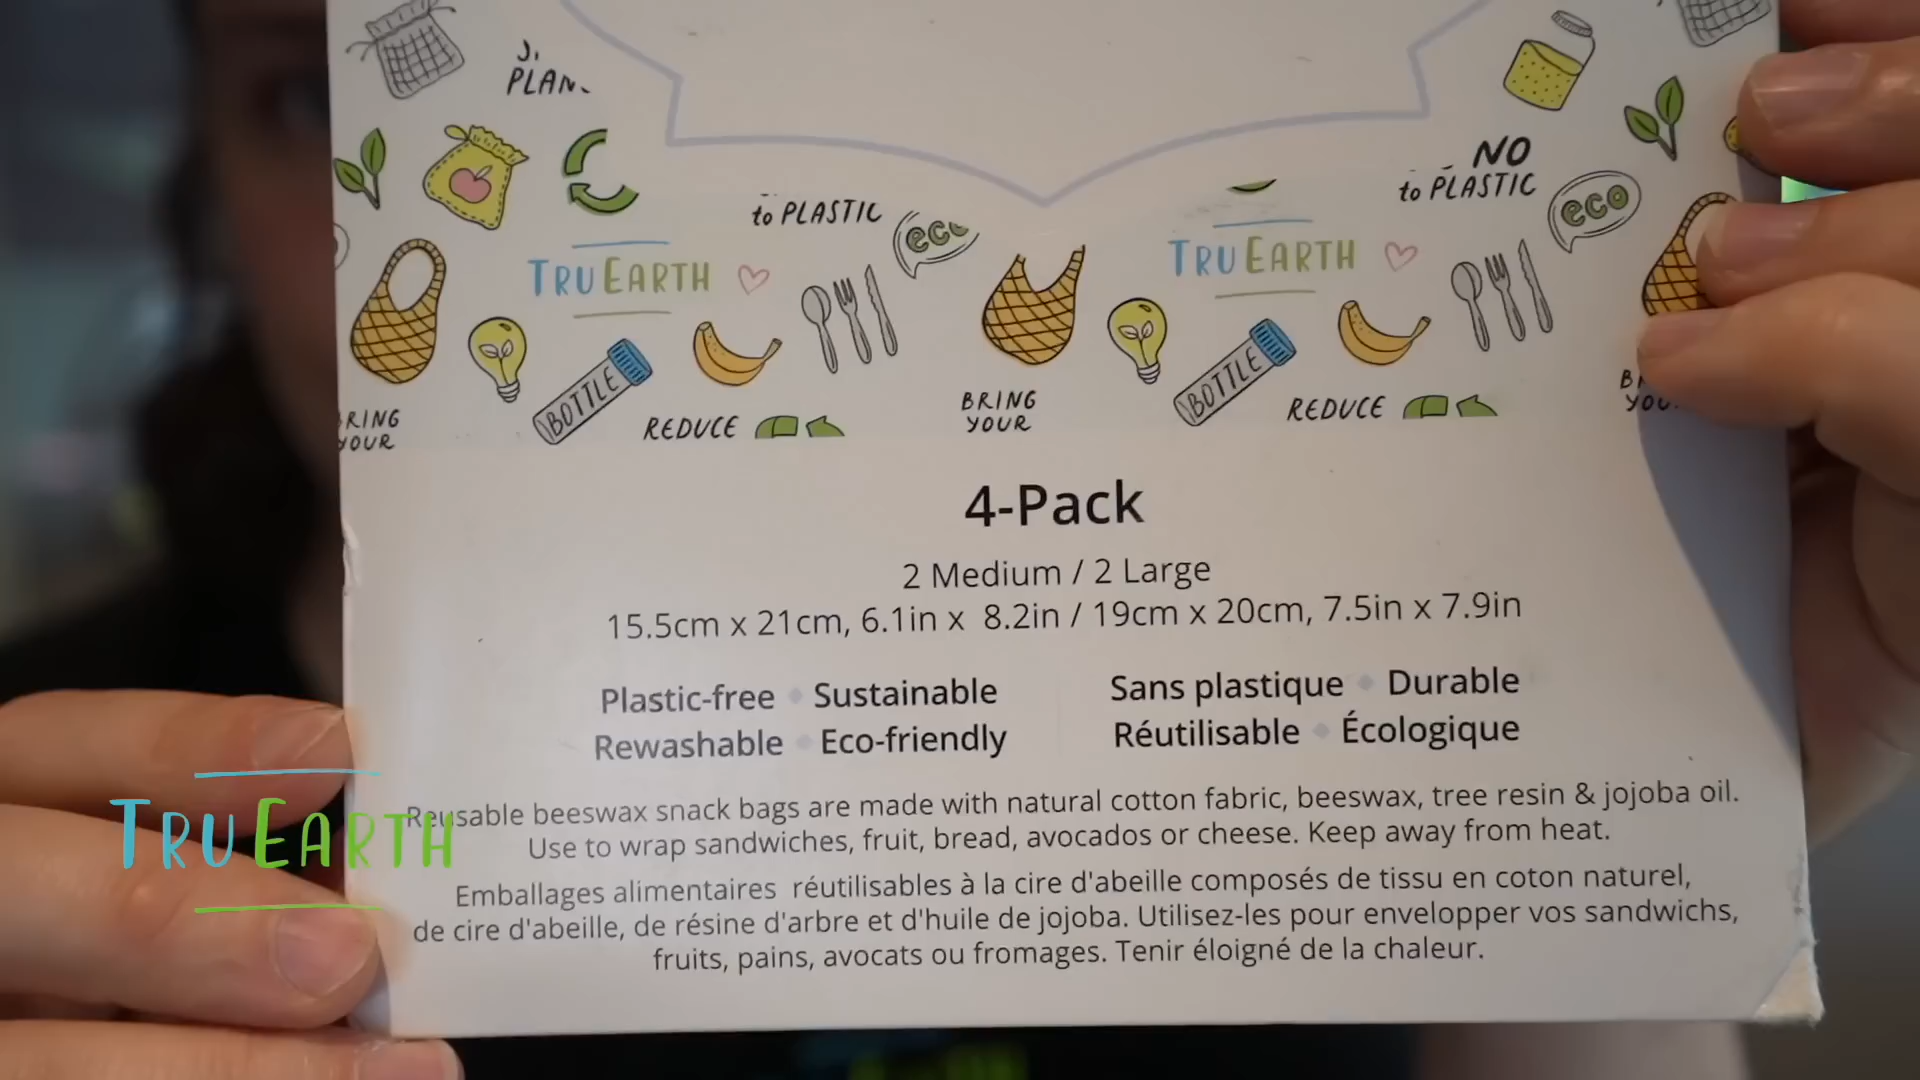 NO
to PLASTIC
eco
to PLASTIC
TRU EARTH
TRU EARTH
BOTTLE
BOTTLE
REDUCE
REDUCE
BRING
YOUR
4-Pack
2 Medium / 2 Large
15.5cm x 21cm, 6.1in x 8.2in / 19cm x 20cm, 7.5in x 7.9in
Plastic-free • Sustainable
Rewashable • Eco-friendly
Sans plastique • Durable
Réutilisable • Écologique
Reusable beeswax snack bags are made with natural cotton fabric, beeswax, tree resin & jojoba oil.
Use to wrap sandwiches, fruit, bread, avocados or cheese. Keep away from heat.
Emballages alimentaires réutilisables à la cire d'abeille composés de tissu en coton naturel,
de cire d'abeille, de résine d'arbre et d'huile de jojoba. Utilisez-les pour envelopper vos sandwichs,
fruits, pains, avocats ou fromages. Tenir éloigné de la chaleur.
TRU EARTH